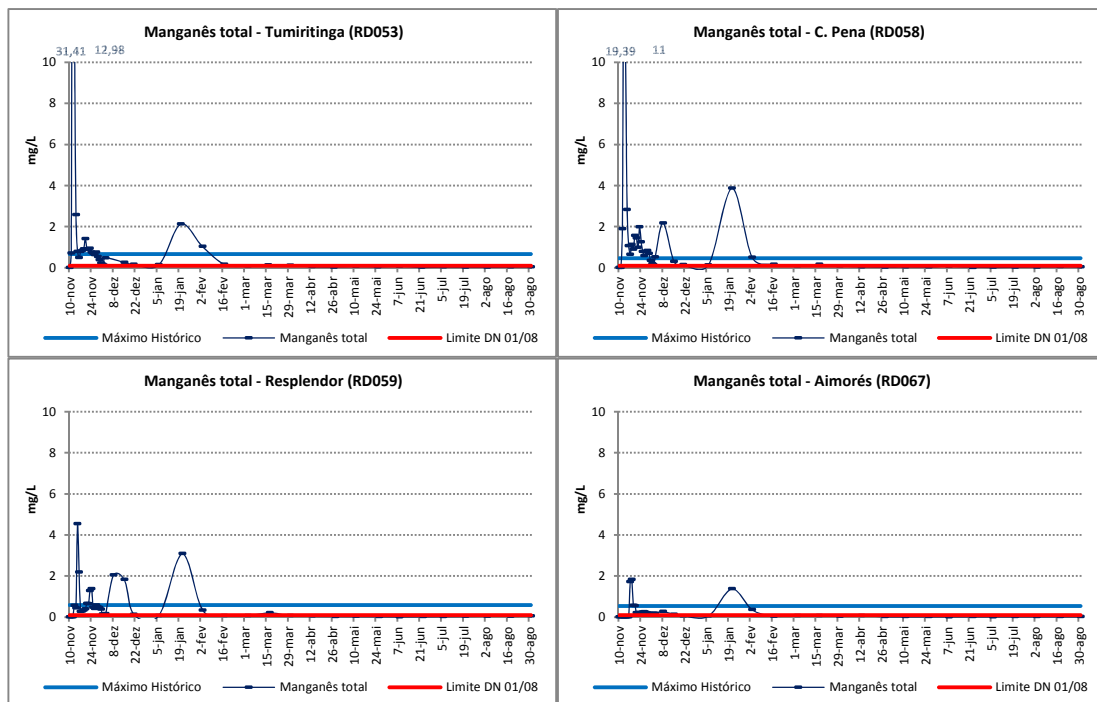 Manganês total - Tumiritinga (RD053)
31,41 12,98
10
8
6
4
2
0
mg/L
10-nov 24-nov 8-dez 22-dez 5-jan 19-jan 2-fev 16-fev 1-mar 15-mar 29-mar 12-abr 26-abr 10-mai 24-mai 7-jun 21-jun 5-jul 19-jul 2-ago 16-ago 30-ago
Máximo Histórico Manganês total Limite DN 01/08
Manganês total - C. Pena (RD058)
19,39 11
10
8
6
4
2
0
mg/L
10-nov 24-nov 8-dez 22-dez 5-jan 19-jan 2-fev 16-fev 1-mar 15-mar 29-mar 12-abr 26-abr 10-mai 24-mai 7-jun 21-jun 5-jul 19-jul 2-ago 16-ago 30-ago
Máximo Histórico Manganês total Limite DN 01/08
Manganês total - Resplendor (RD059)
10
8
6
4
2
0
mg/L
10-nov 24-nov 8-dez 22-dez 5-jan 19-jan 2-fev 16-fev 1-mar 15-mar 29-mar 12-abr 26-abr 10-mai 24-mai 7-jun 21-jun 5-jul 19-jul 2-ago 16-ago 30-ago
Máximo Histórico Manganês total Limite DN 01/08
Manganês total - Aimorés (RD067)
10
8
6
4
2
0
mg/L
10-nov 24-nov 8-dez 22-dez 5-jan 19-jan 2-fev 16-fev 1-mar 15-mar 29-mar 12-abr 26-abr 10-mai 24-mai 7-jun 21-jun 5-jul 19-jul 2-ago 16-ago 30-ago
Máximo Histórico Manganês total Limite DN 01/08